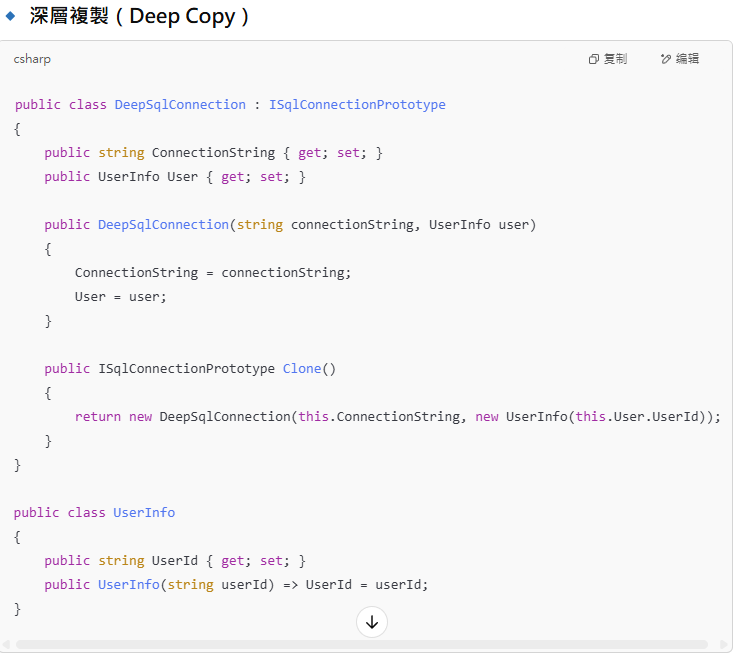 深層複製（Deep Copy）
csharp 复制 编辑
public class DeepSqlConnection : ISqlConnectionPrototype
{
    public string ConnectionString { get; set; }
    public UserInfo User { get; set; }
    public DeepSqlConnection(string connectionString, UserInfo user)
    {
        ConnectionString = connectionString;
        User = user;
    }
    public ISqlConnectionPrototype Clone()
    {
        return new DeepSqlConnection(this.ConnectionString, new UserInfo(this.User.UserId));
    }
}
public class UserInfo
{
    public string UserId { get; set; }
    public UserInfo(string userId) => UserId = userId;
}